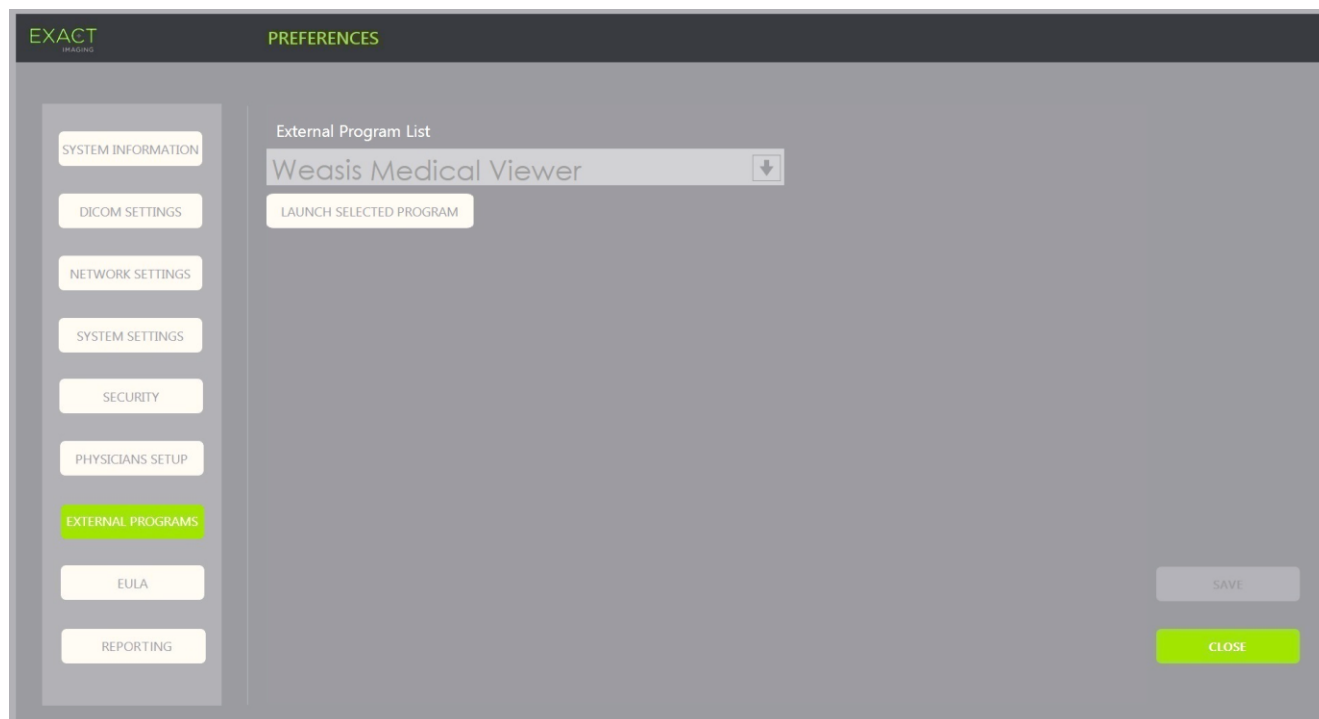 EXACT
IMAGING
PREFERENCES
SYSTEM INFORMATION
DICOM SETTINGS
NETWORK SETTINGS
SYSTEM SETTINGS
SECURITY
PHYSICIANS SETUP
EXTERNAL PROGRAMS
EULA
REPORTING
External Program List
Weasis Medical Viewer
LAUNCH SELECTED PROGRAM
SAVE
CLOSE